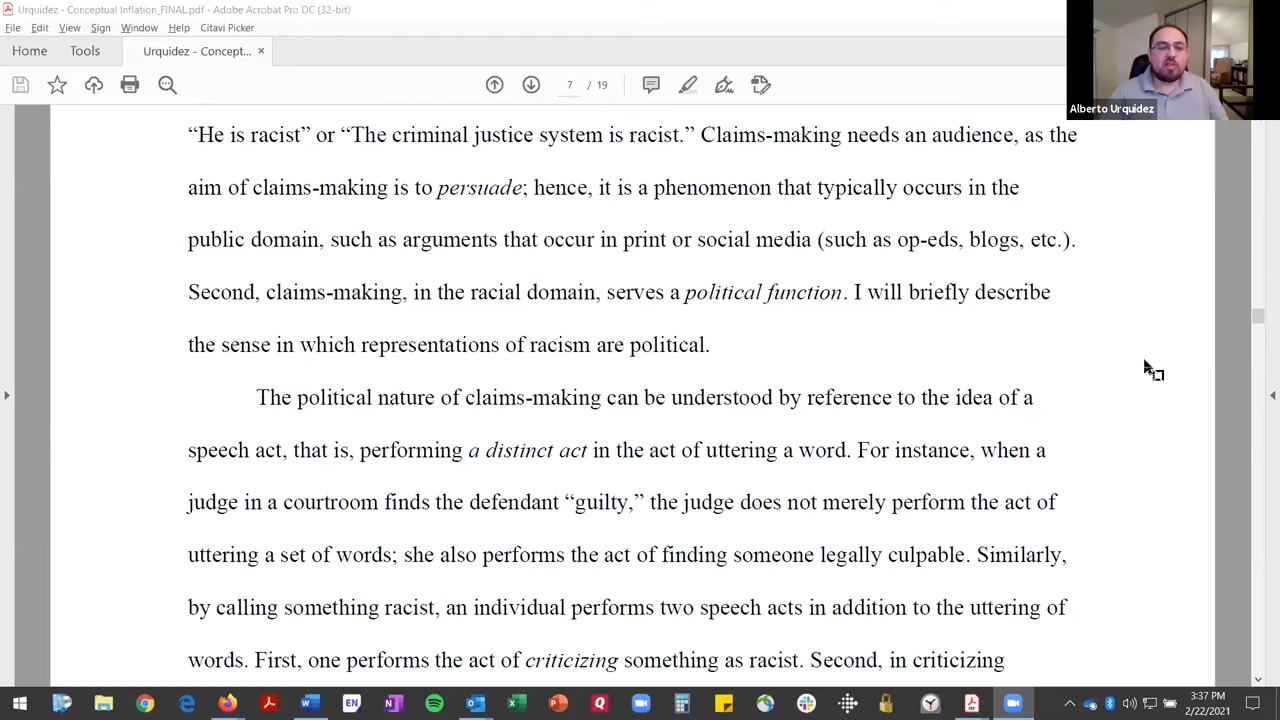 Urquidez - Conceptual Inflation_FINAL.pdf - Adobe Acrobat Pro DC (32-bit)
File Edit View Sign Window Help Citavi Picker
Home Tools Urquidez - Concept... ×
7 / 19
Alberto Urquidez
“He is racist” or “The criminal justice system is racist.” Claims-making needs an audience, as the
aim of claims-making is to persuade; hence, it is a phenomenon that typically occurs in the
public domain, such as arguments that occur in print or social media (such as op-eds, blogs, etc.).
Second, claims-making, in the racial domain, serves a political function. I will briefly describe
the sense in which representations of racism are political.
The political nature of claims-making can be understood by reference to the idea of a
speech act, that is, performing a distinct act in the act of uttering a word. For instance, when a
judge in a courtroom finds the defendant “guilty,” the judge does not merely perform the act of
uttering a set of words; she also performs the act of finding someone legally culpable. Similarly,
by calling something racist, an individual performs two speech acts in addition to the uttering of
words. First, one performs the act of criticizing something as racist. Second, in criticizing
EN
3:37 PM
2/22/2021